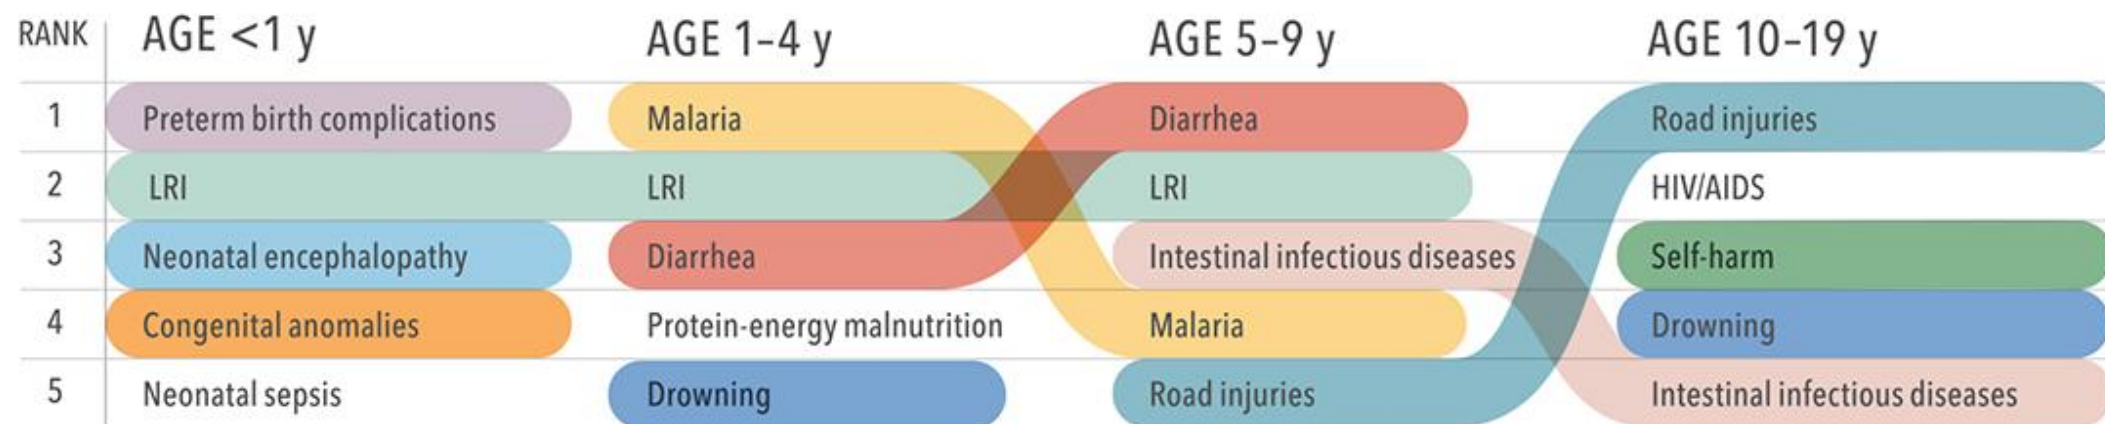 RANK AGE <1 y AGE 1–4 y AGE 5–9 y AGE 10–19 y
1 Preterm birth complications Malaria Diarrhea Road injuries
2 LRI LRI LRI HIV/AIDS
3 Neonatal encephalopathy Diarrhea Intestinal infectious diseases Self-harm
4 Congenital anomalies Protein-energy malnutrition Malaria Drowning
5 Neonatal sepsis Drowning Road injuries Intestinal infectious diseases